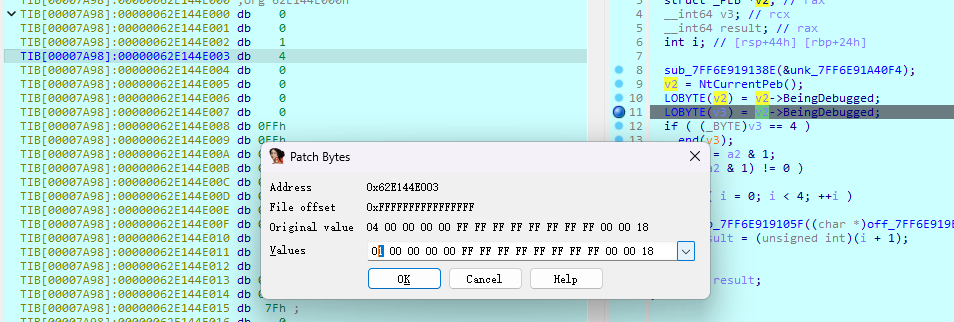 TIB[00007A98]:00000062E144E000 ;org 62E144E000h
TIB[00007A98]:00000062E144E000 db 0
TIB[00007A98]:00000062E144E001 db 0
TIB[00007A98]:00000062E144E002 db 1
TIB[00007A98]:00000062E144E003 db 4
TIB[00007A98]:00000062E144E004 db 0
TIB[00007A98]:00000062E144E005 db 0
TIB[00007A98]:00000062E144E006 db 0
TIB[00007A98]:00000062E144E007 db 0
TIB[00007A98]:00000062E144E008 db 0FFh
TIB[00007A98]:00000062E144E009 db 0FFh
TIB[00007A98]:00000062E144E00A db
TIB[00007A98]:00000062E144E00B db
TIB[00007A98]:00000062E144E00C db
TIB[00007A98]:00000062E144E00D db
TIB[00007A98]:00000062E144E00E db
TIB[00007A98]:00000062E144E00F db
TIB[00007A98]:00000062E144E010 db
TIB[00007A98]:00000062E144E011 db
TIB[00007A98]:00000062E144E012 db
TIB[00007A98]:00000062E144E013 db
TIB[00007A98]:00000062E144E014 db
TIB[00007A98]:00000062E144E015 db 7Fh ;
TIB[00007A98]:00000062E144E016 db 0
Patch Bytes
Address 0x62E144E003
File offset 0xFFFFFFFFFFFFFFFF
Original value 04 00 00 00 00 FF FF FF FF FF FF FF FF 00 00 18
Values 01 00 00 00 00 FF FF FF FF FF FF FF FF 00 00 18
OK Cancel Help
3 struct _PEB *v2; // rax
4 __int64 v3; // rcx
5 __int64 result; // rax
6 int i; // [rsp+44h] [rbp+24h]
7
8 sub_7FF6E919138E(&unk_7FF6E91A40F4);
9 v2 = NtCurrentPeb();
10 LOBYTE(v2) = v2->BeingDebugged;
11 LOBYTE(v3) = v2->BeingDebugged;
12 if ( (_BYTE)v3 == 4 )
end(v3);
= a2 & 1;
& 1) != 0 )
( i = 0; i < 4; ++i )
_7FF6E919105F((char *)off_7FF6E919
sult = (unsigned int)(i + 1);
result;